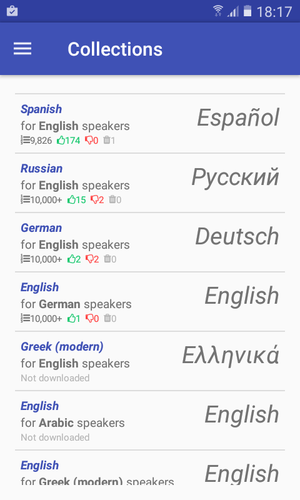 18:17
Collections
Spanish
Español
for English speakers
9,826 174 0 1
Russian
Русский
for English speakers
10,000+ 15 2 0
German
Deutsch
for English speakers
10,000+ 2 2 0
English
English
for German speakers
10,000+ 1 0 0
Greek (modern)
Ελληνικά
for English speakers
Not downloaded
English
English
for Arabic speakers
Not downloaded
English
English
for Greek (modern) speakers